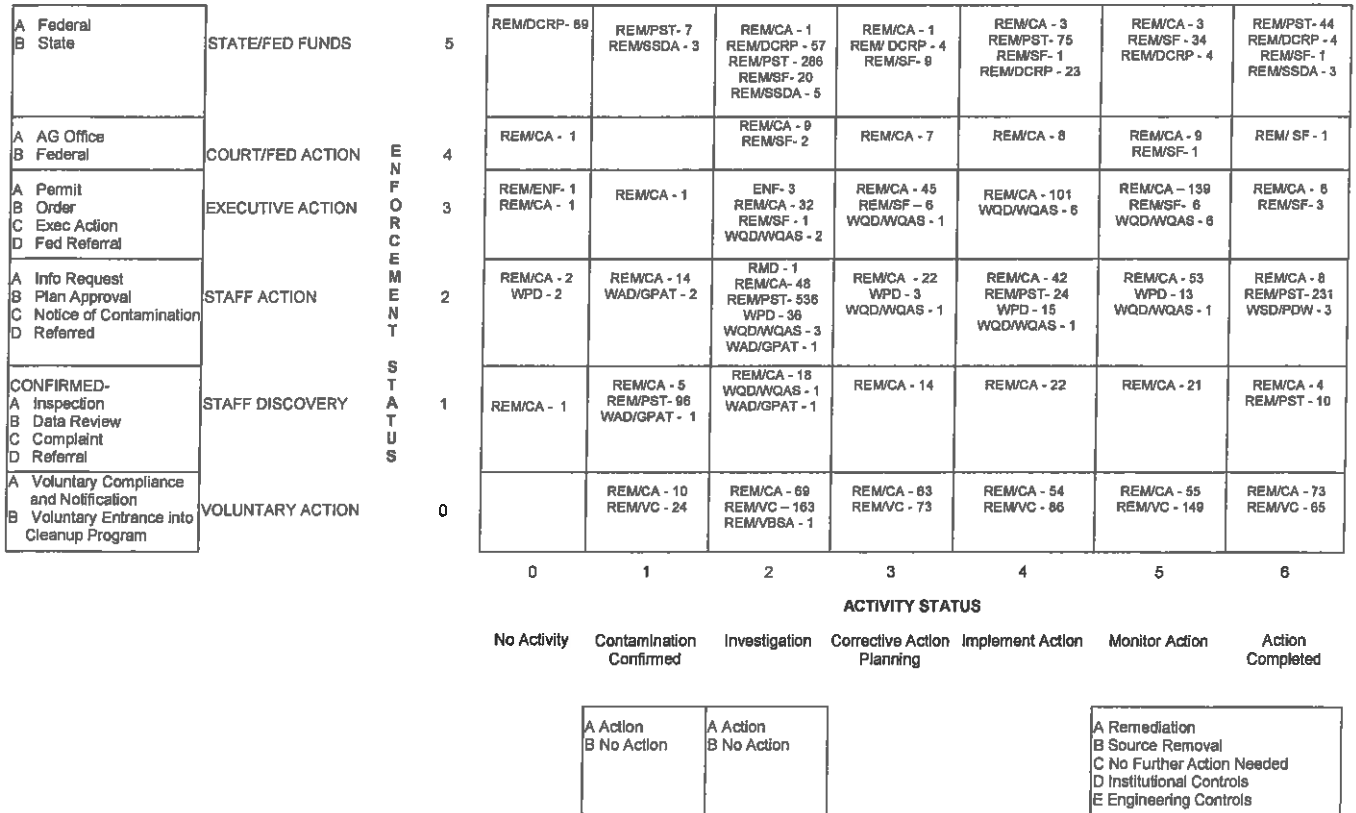 A Federal
B State
STATE/FED FUNDS
5
REM/DCRP- 69
REM/PST- 7
REM/SSDA - 3
REM/CA - 1
REM/DCRP - 57
REM/PST - 286
REM/SF- 20
REM/SSDA - 5
REM/CA - 1
REM/ DCRP - 4
REM/SF- 9
REM/CA - 3
REM/PST- 75
REM/SF- 1
REM/DCRP - 23
REM/CA - 3
REM/SF - 34
REM/DCRP - 4
REM/PST- 44
REM/DCRP - 4
REM/SF- 1
REM/SSDA - 3
A AG Office
B Federal
COURT/FED ACTION
4
REM/CA - 1
REM/CA - 9
REM/SF- 2
REM/CA - 7
REM/CA - 8
REM/CA - 9
REM/SF- 1
REM/ SF - 1
A Permit
B Order
C Exec Action
D Fed Referral
EXECUTIVE ACTION
3
REM/ENF- 1
REM/CA - 1
REM/CA - 1
ENF- 3
REM/CA - 32
REM/SF - 1
WQD/WQAS - 2
REM/CA - 45
REM/SF – 6
WQD/WQAS - 1
REM/CA - 101
WQD/WQAS - 6
REM/CA – 139
REM/SF- 6
WQD/WQAS - 6
REM/CA - 6
REM/SF- 3
A Info Request
B Plan Approval
C Notice of Contamination
D Referred
STAFF ACTION
2
REM/CA - 2
WPD - 2
REM/CA - 14
WAD/GPAT - 2
RMD - 1
REM/CA- 48
REM/PST- 536
WPD - 36
WQD/WQAS - 3
WAD/GPAT - 1
REM/CA - 22
WPD - 3
WQD/WQAS - 1
REM/CA - 42
REM/PST- 24
WPD - 15
WQD/WQAS - 1
REM/CA - 53
WPD - 13
WQD/WQAS - 1
REM/CA - 8
REM/PST- 231
WSD/PDW - 3
CONFIRMED-
A Inspection
B Data Review
C Complaint
D Referral
STAFF DISCOVERY
1
REM/CA - 1
REM/CA - 5
REM/PST- 96
WAD/GPAT - 1
REM/CA - 18
WQD/WQAS - 1
WAD/GPAT - 1
REM/CA - 14
REM/CA - 22
REM/CA - 21
REM/CA - 4
REM/PST - 10
A Voluntary Compliance
and Notification
B Voluntary Entrance into
Cleanup Program
VOLUNTARY ACTION
0
REM/CA - 10
REM/VC - 24
REM/CA - 69
REM/VC – 163
REM/VBSA - 1
REM/CA - 63
REM/VC - 73
REM/CA - 54
REM/VC - 86
REM/CA - 55
REM/VC - 149
REM/CA - 73
REM/VC - 65
ENFORCEMENT STATUS
0 1 2 3 4 5 6
ACTIVITY STATUS
No Activity
Contamination
Confirmed
Investigation
Corrective Action
Planning
Implement Action
Monitor Action
Action
Completed
A Action
B No Action
A Action
B No Action
A Remediation
B Source Removal
C No Further Action Needed
D Institutional Controls
E Engineering Controls